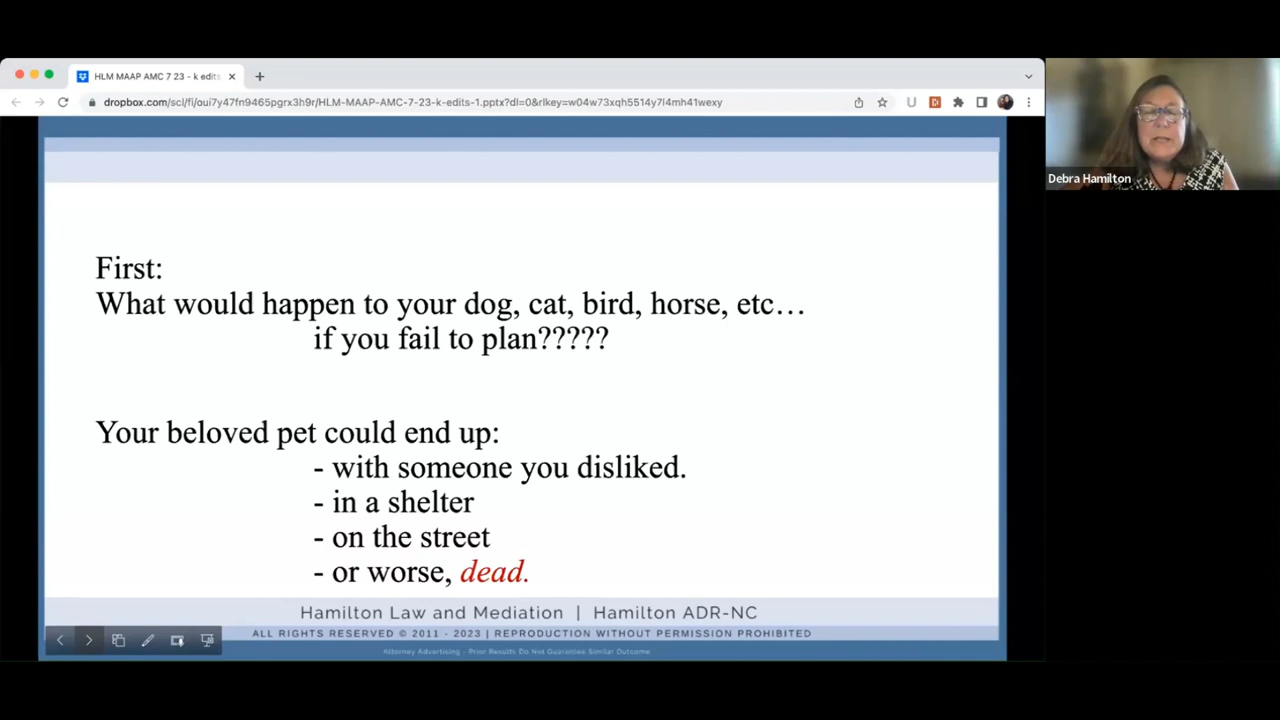 HLM MAAP AMC 7 23 - k edits
dropbox.com/scl/fi/oui7y47fn9465pgrx3h9r/HLM-MAAP-AMC-7-23-k-edits-1.pptx?dl=0&rlkey=w04w73xqh5514y7l4mh41wexy
Debra Hamilton
First:
What would happen to your dog, cat, bird, horse, etc…
if you fail to plan?????
Your beloved pet could end up:
- with someone you disliked.
- in a shelter
- on the street
- or worse, dead.
Hamilton Law and Mediation | Hamilton ADR-NC
ALL RIGHTS RESERVED © 2011 - 2023 | REPRODUCTION WITHOUT PERMISSION PROHIBITED
Attorney Advertising - Prior Results Do Not Guarantee Similar Outcome